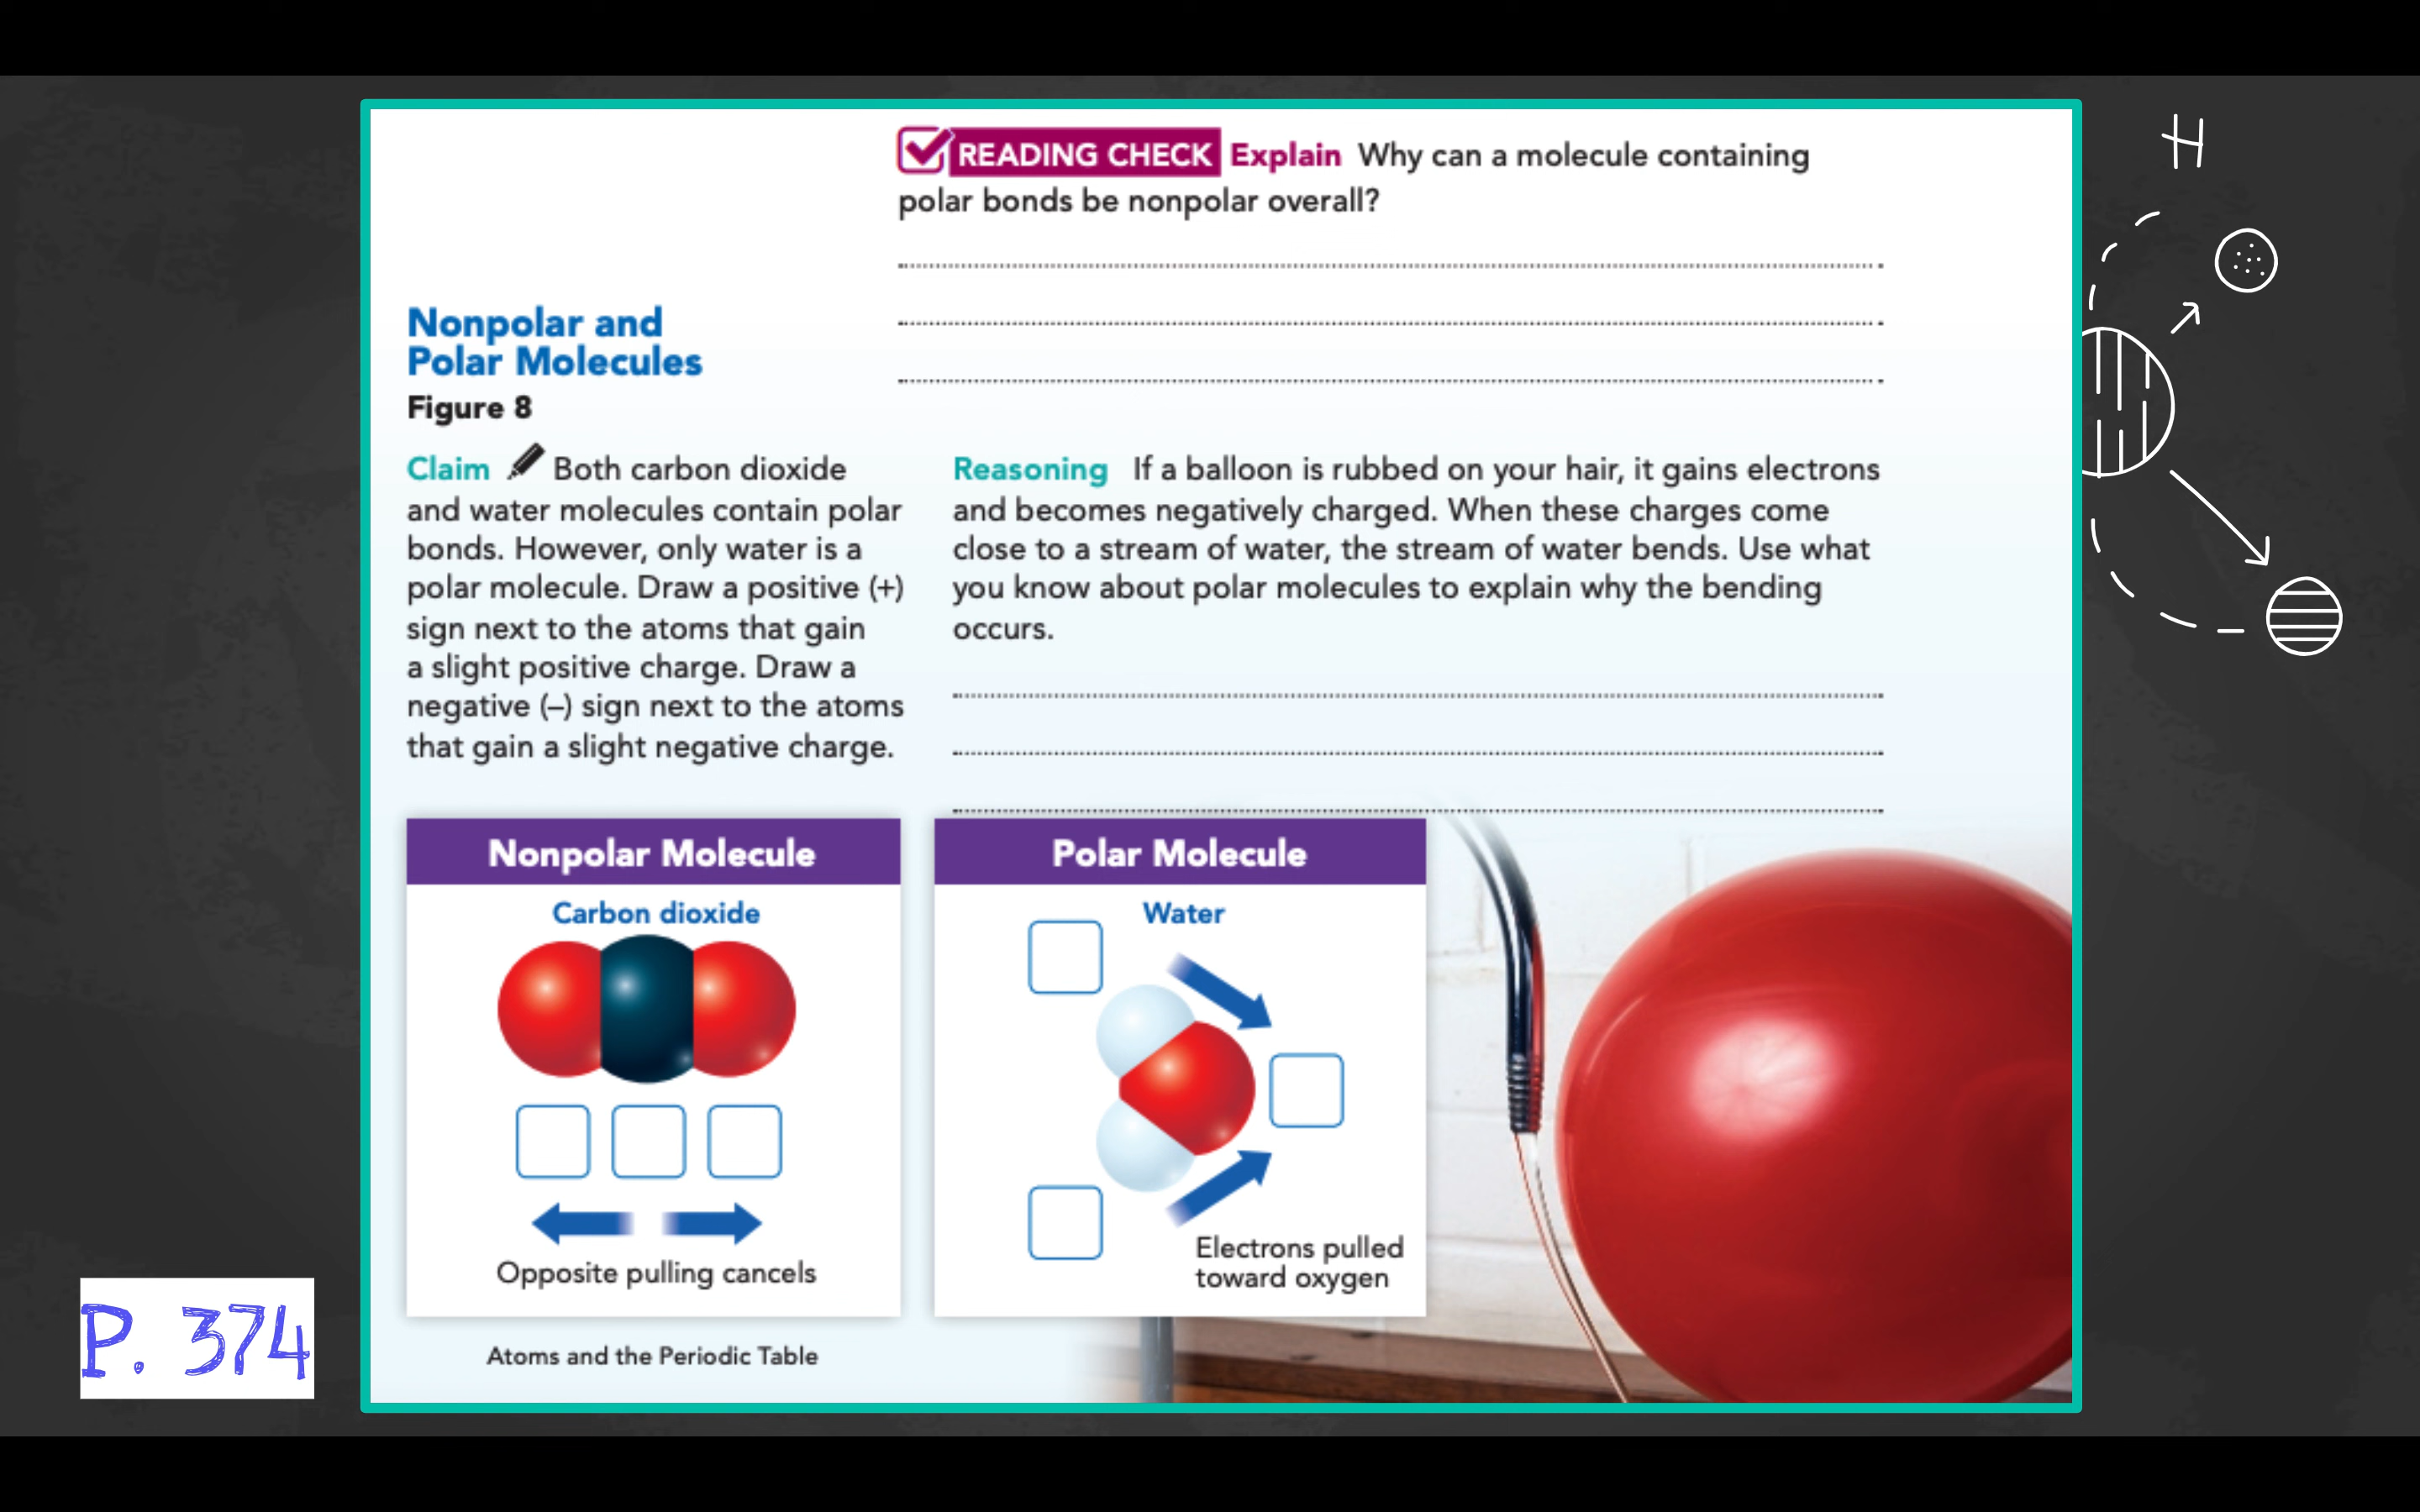 READING CHECK Explain Why can a molecule containing
polar bonds be nonpolar overall?
Nonpolar and
Polar Molecules
Figure 8
Claim Both carbon dioxide
and water molecules contain polar
bonds. However, only water is a
polar molecule. Draw a positive (+)
sign next to the atoms that gain
a slight positive charge. Draw a
negative (–) sign next to the atoms
that gain a slight negative charge.
Reasoning If a balloon is rubbed on your hair, it gains electrons
and becomes negatively charged. When these charges come
close to a stream of water, the stream of water bends. Use what
you know about polar molecules to explain why the bending
occurs.
Nonpolar Molecule
Carbon dioxide
Opposite pulling cancels
Polar Molecule
Water
Electrons pulled
toward oxygen
Atoms and the Periodic Table
P. 374
H